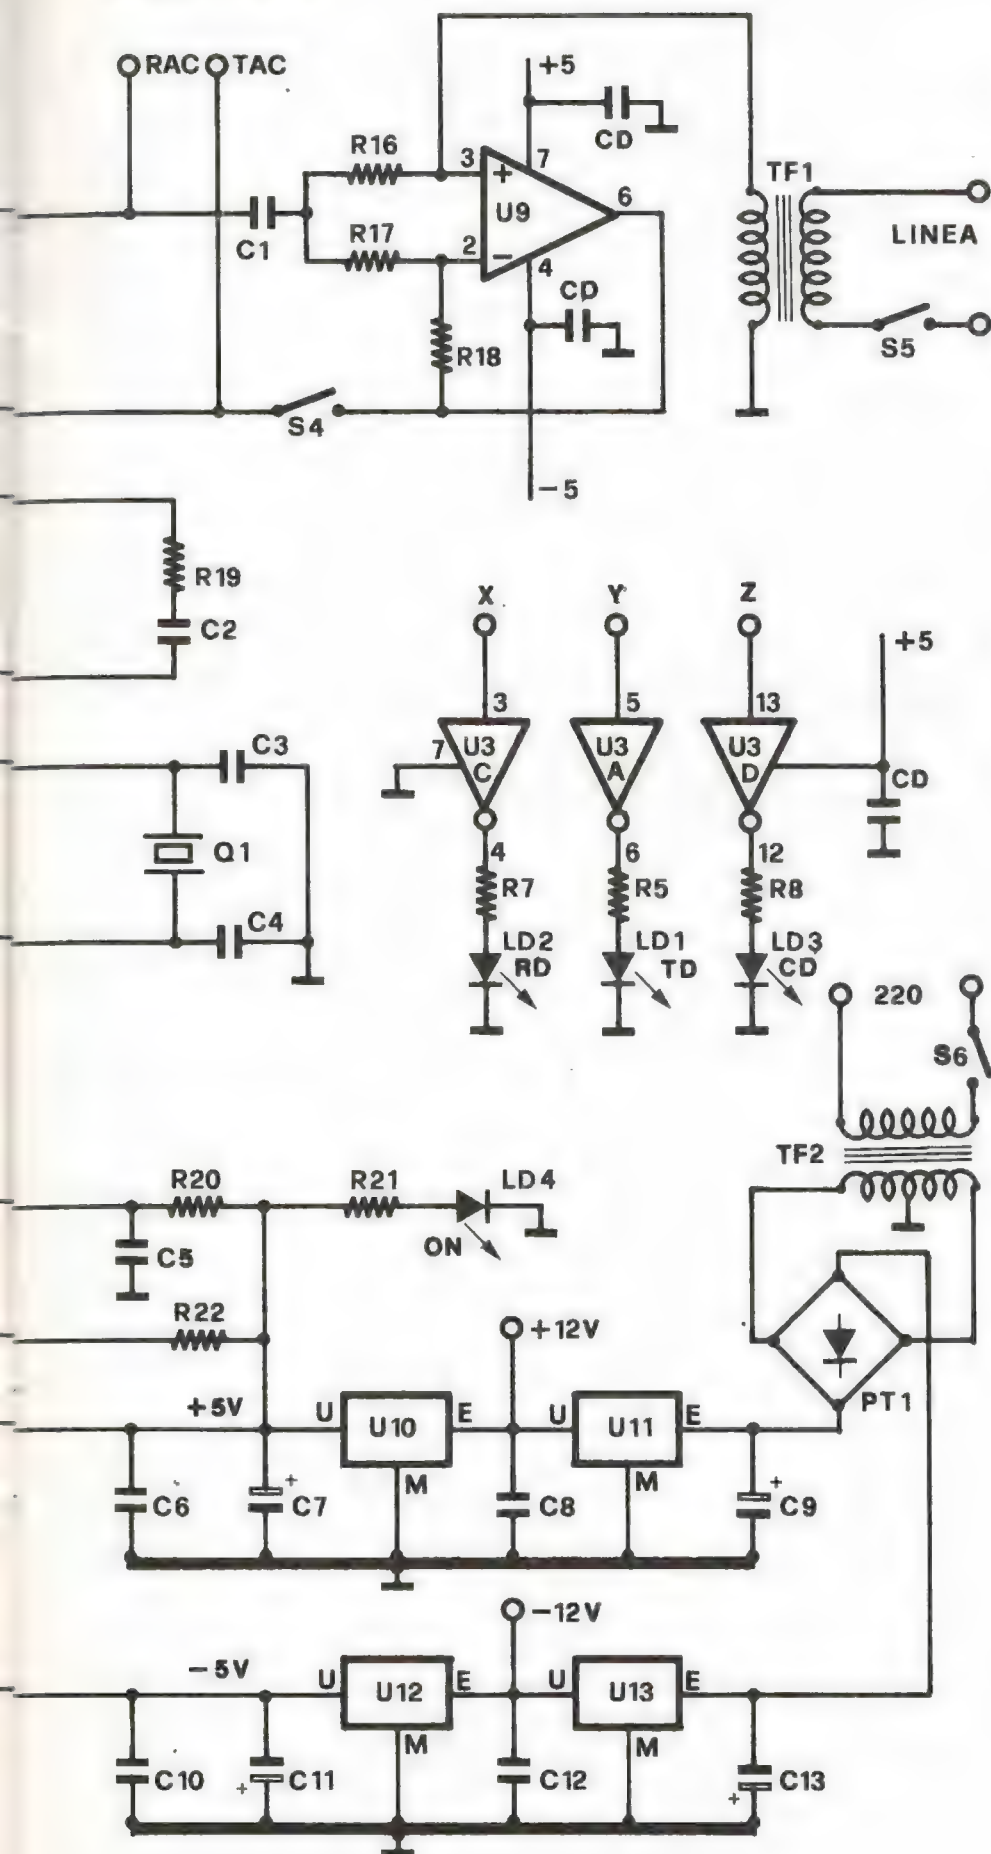 RAC TAC
+5
CD
R16
3
+
7
TF1
U9
6
C1
R17
2
−
4
LINEA
CD
R18
S5
S4
−5
R19
C2
X Y Z
+5
3 5 13
C3
7
U3 C
U3 A
U3 D
CD
Q1
4 6 12
R7 R5 R8
C4
LD2 RD
LD1 TD
LD3 CD
220
S6
TF2
R20 R21 LD4
ON
C5
R22
+12V
PT1
+5V
U U10 E U U11 E
M M
C6
+
C7
C8
+
C9
−12V
−5V
U U12 E U U13 E
M M
C10
+
C11
C12
+
C13